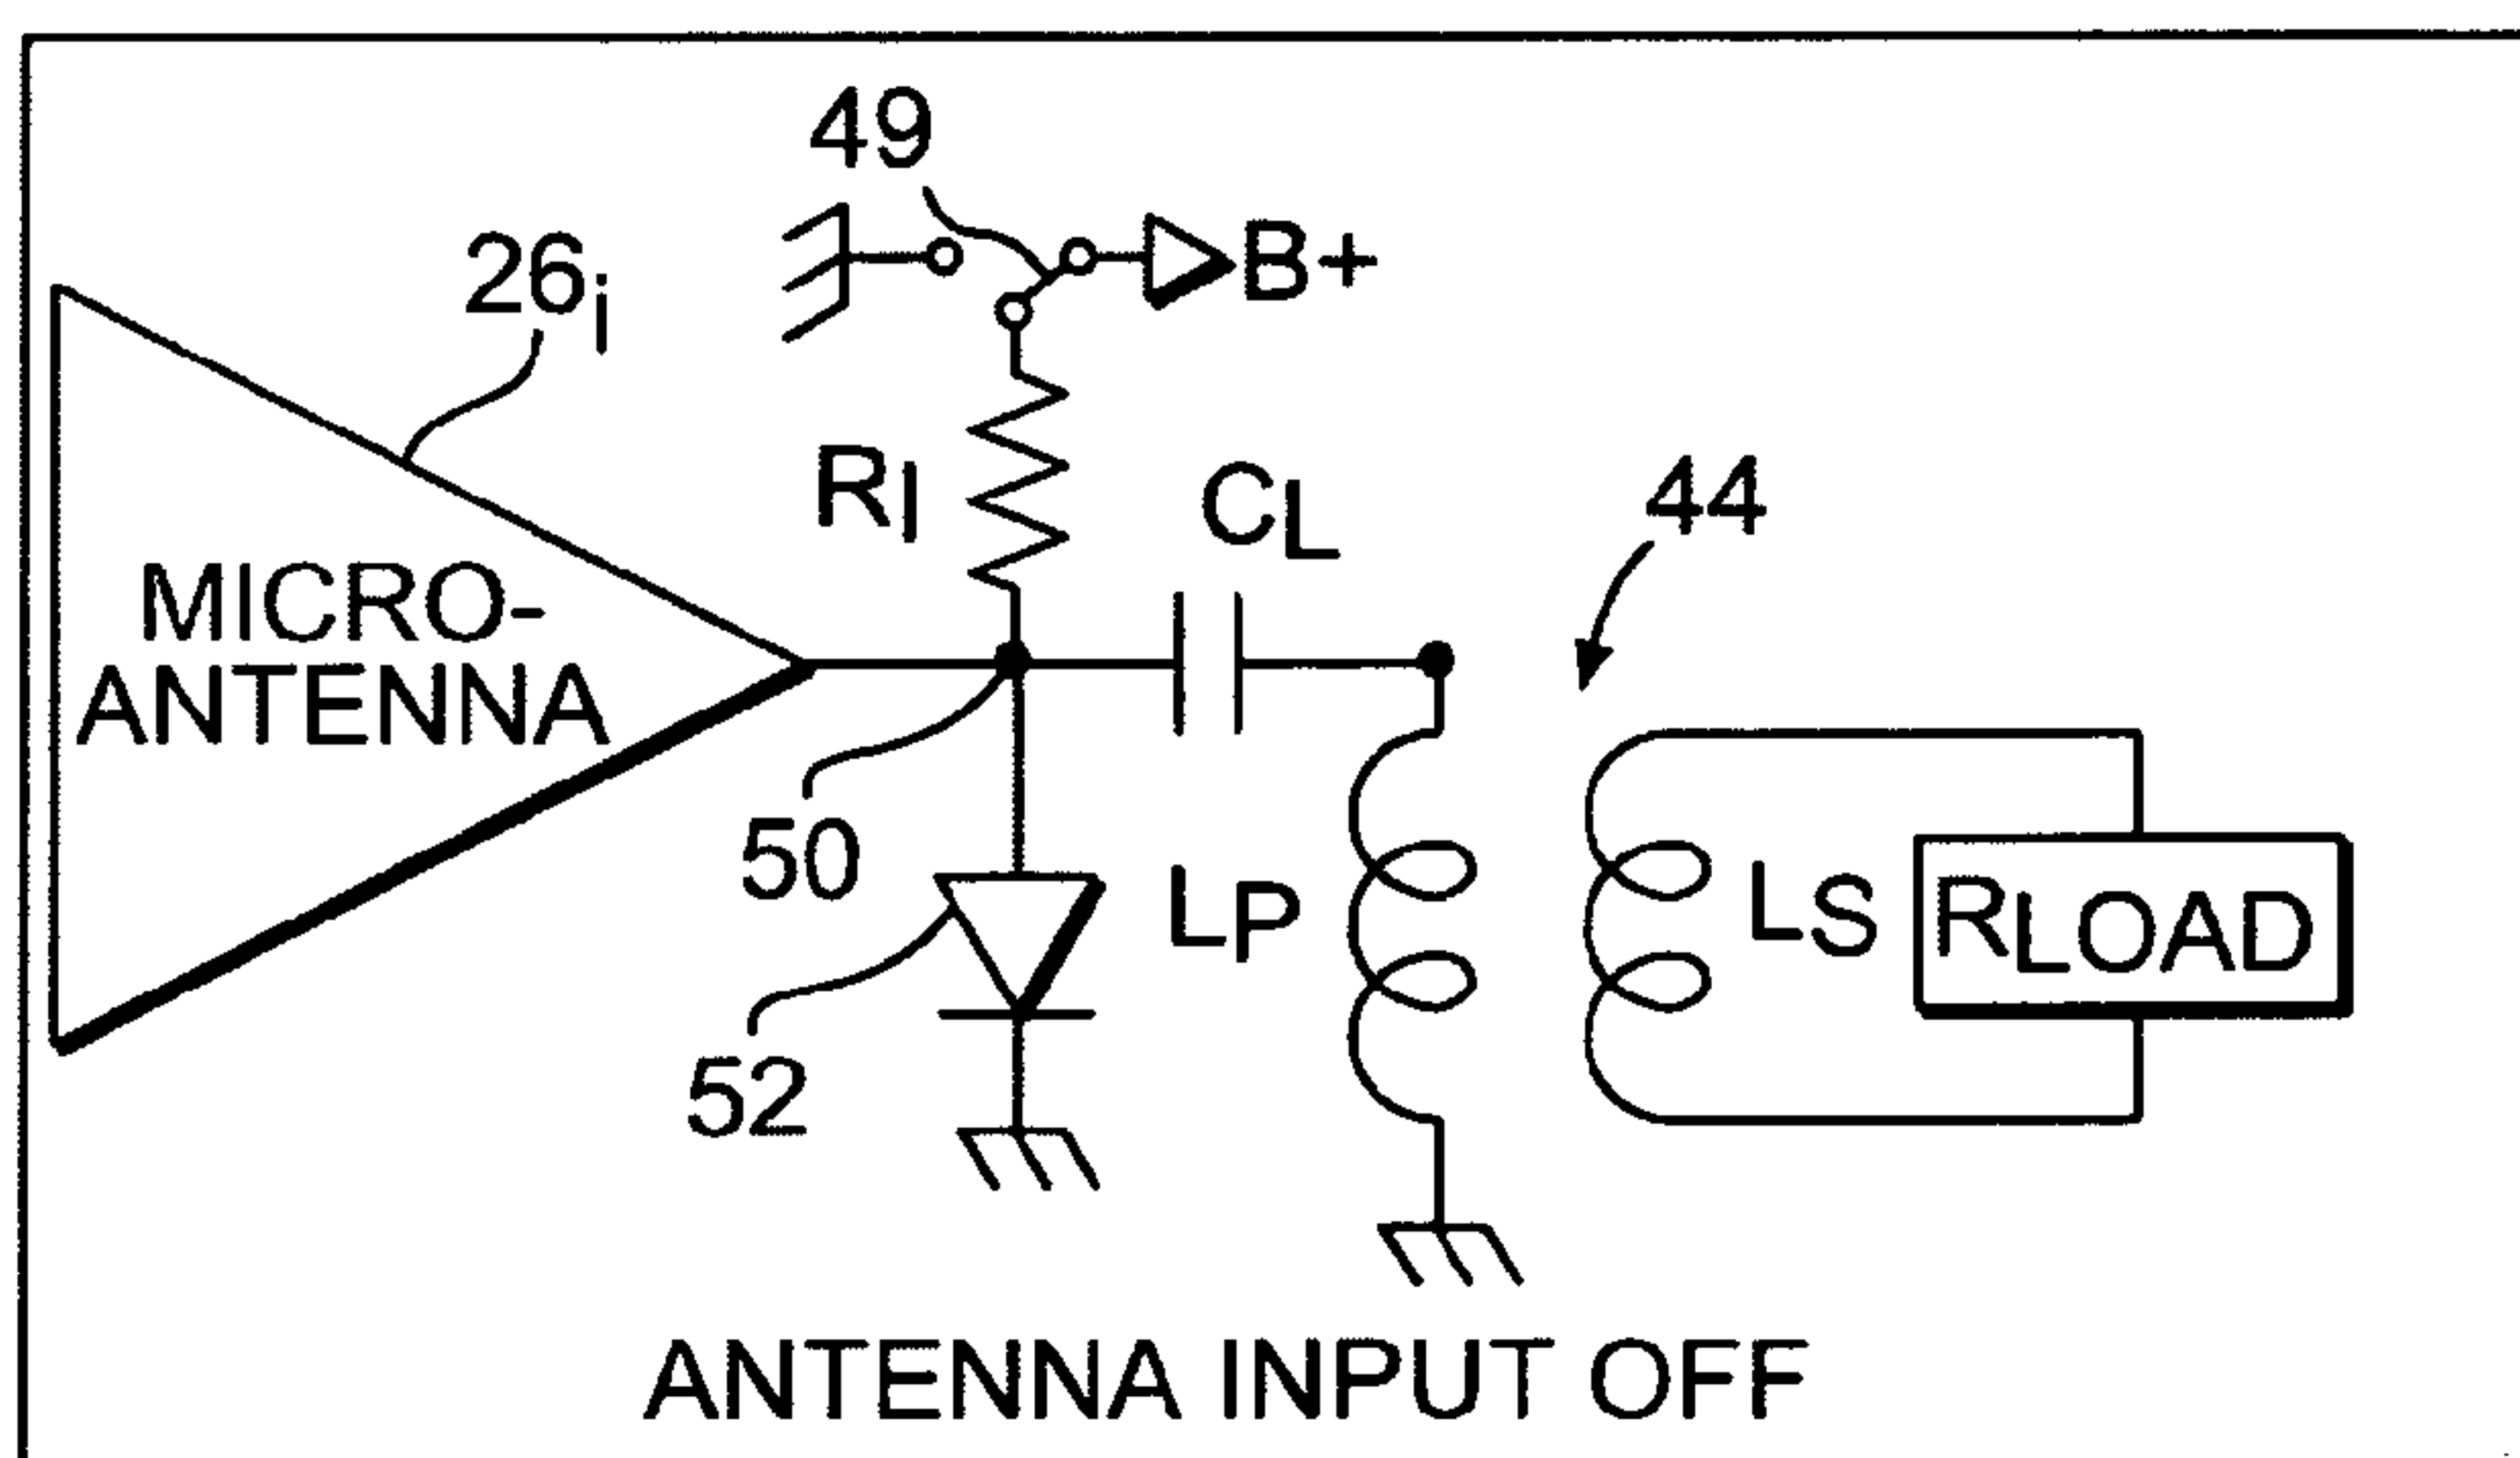 49
26i
B+
RI
CL
44
MICRO-
ANTENNA
50
LP
LS
RLOAD
52
ANTENNA INPUT OFF